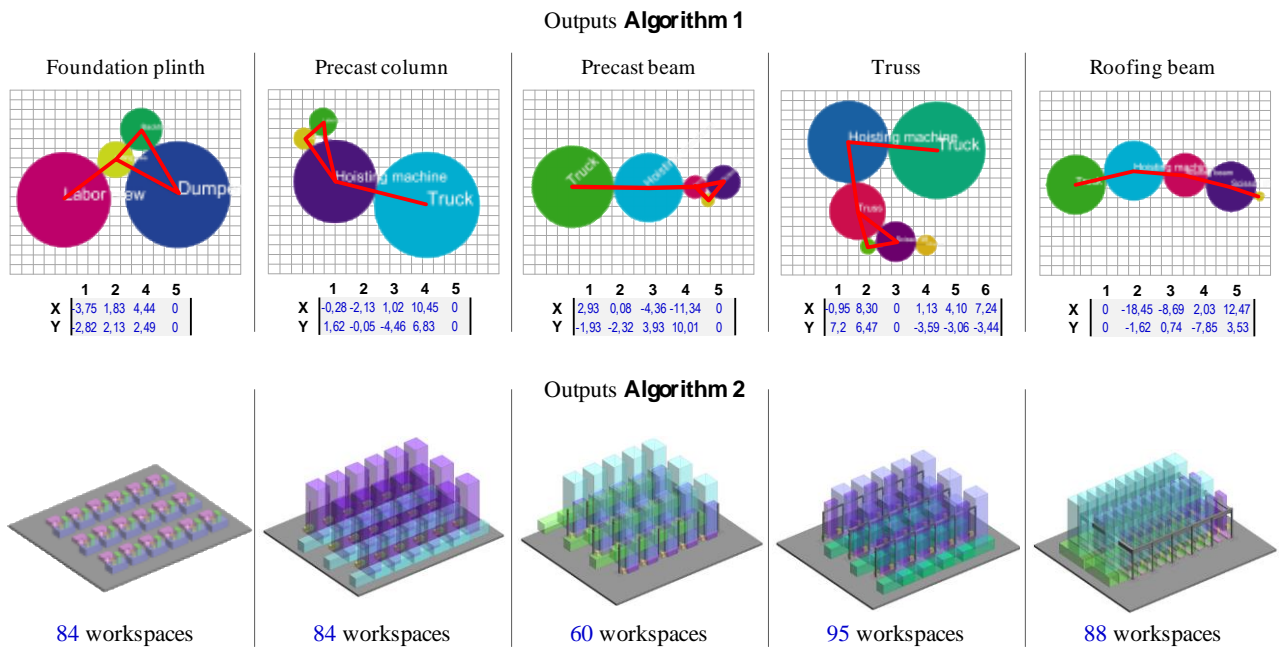 Outputs Algorithm 1
Foundation plinth
Precast column
Precast beam
Truss
Roofing beam
Labor
Dumpe
Hoisting machine
Truck
Truck
Hoisting machine
Truck
Truss
1 2 4 5
X -3,75 1,83 4,44 0
Y -2,82 2,13 2,49 0
1 2 3 4 5
X -0,28 -2,13 1,02 10,45 0
Y 1,62 -0,05 -4,46 6,83 0
1 2 3 4 5
X 2,93 0,08 -4,36 -11,34 0
Y -1,93 -2,32 3,93 10,01 0
1 2 3 4 5 6
X -0,95 8,30 0 1,13 4,10 7,24
Y 7,2 6,47 0 -3,59 -3,06 -3,44
1 2 3 4 5
X 0 -18,45 -8,69 2,03 12,47
Y 0 -1,62 0,74 -7,85 3,53
Outputs Algorithm 2
84 workspaces
84 workspaces
60 workspaces
95 workspaces
88 workspaces